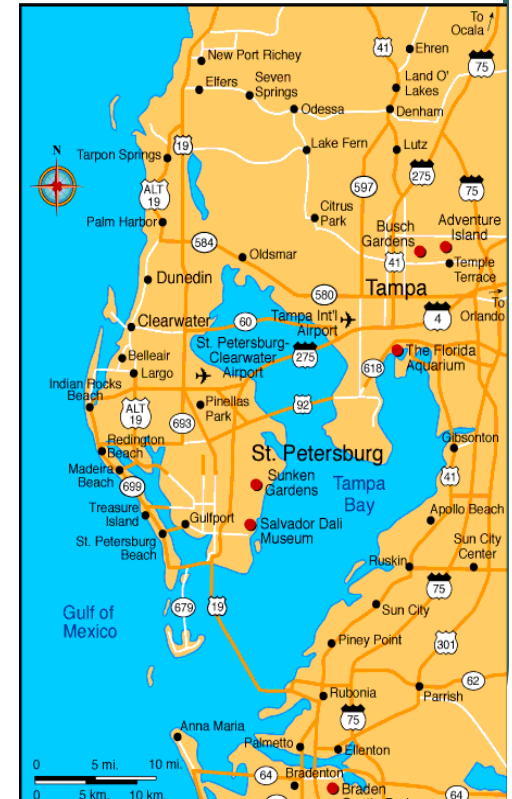 To
Ocala
41
Ehren
New Port Richey
75
Elfers
Seven
Springs
Land O'
Lakes
Odessa
Denham
19
Lake Fern
Lutz
Tarpon Springs
N
275
ALT
19
597
75
Citrus
Park
Palm Harbor
Busch
Gardens
Adventure
Island
584
Oldsmar
41
Temple
Terrace
Dunedin
580
Tampa
To
Orlando
Clearwater
60
Tampa Int'l
Airport
4
St. Petersburg-
Clearwater
Airport
275
Belleair
Largo
618
The Florida
Aquarium
Indian Rocks
Beach
ALT
19
693
Pinellas
Park
92
Redington
Beach
St. Petersburg
Gibsonton
Madeira
Beach
699
Sunken
Gardens
Tampa
Bay
41
Treasure
Island
Gulfport
Salvador Dali
Museum
Apollo Beach
St. Petersburg
Beach
Sun City
Center
Ruskin
75
Gulf of
Mexico
679
19
Sun City
Piney Point
301
62
Rubonia
Parrish
75
Anna Maria
Palmetto
Ellenton
0 5 mi. 10 mi.
64
Bradenton
0 5 km. 10 km
Braden
64